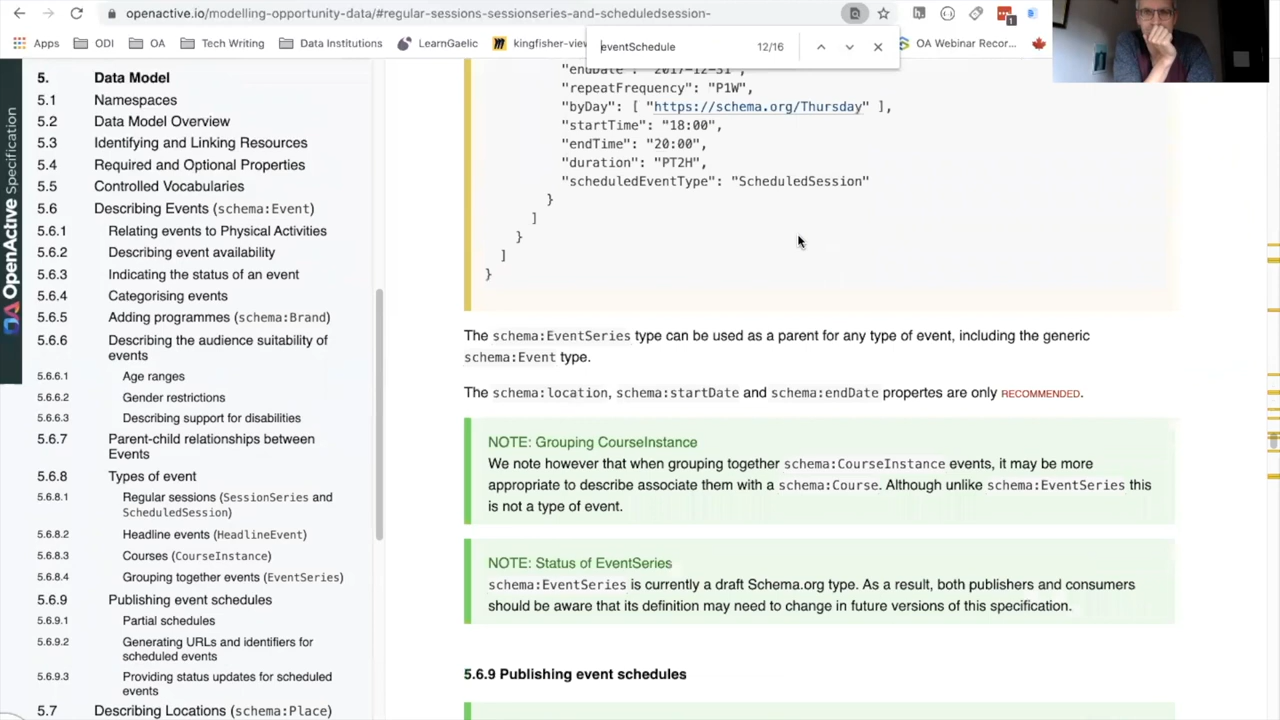 openactive.io/modelling-opportunity-data/#regular-sessions-sessionseries-and-scheduledsession-
1
Apps
ODI
OA
Tech Writing
LearnGaelic
kingfisher-view
OA Webinar Recor...
eventSchedule
12/16
OpenActive Specification
5. Data Model
5.1 Namespaces
5.2 Data Model Overview
5.3 Identifying and Linking Resources
5.4 Required and Optional Properties
5.5 Controlled Vocabularies
5.6 Describing Events (schema:Event)
5.6.1 Relating events to Physical Activities
5.6.2 Describing event availability
5.6.3 Indicating the status of an event
5.6.4 Categorising events
5.6.5 Adding programmes (schema:Brand)
5.6.6 Describing the audience suitability of
events
5.6.6.1 Age ranges
5.6.6.2 Gender restrictions
5.6.6.3 Describing support for disabilities
5.6.7 Parent-child relationships between
Events
5.6.8 Types of event
5.6.8.1 Regular sessions (SessionSeries and
ScheduledSession)
5.6.8.2 Headline events (HeadlineEvent)
5.6.8.3 Courses (CourseInstance)
5.6.8.4 Grouping together events (EventSeries)
5.6.9 Publishing event schedules
5.6.9.1 Partial schedules
5.6.9.2 Generating URLs and identifiers for
scheduled events
5.6.9.3 Providing status updates for scheduled
events
5.7 Describing Locations (schema:Place)
"endDate": "2017-12-31",
"repeatFrequency": "P1W",
"byDay": [ "https://schema.org/Thursday" ],
"startTime": "18:00",
"endTime": "20:00",
"duration": "PT2H",
"scheduledEventType": "ScheduledSession"
}
]
}
]
}
The schema:EventSeries type can be used as a parent for any type of event, including the generic
schema:Event type.
The schema:location, schema:startDate and schema:endDate propertes are only RECOMMENDED.
NOTE: Grouping CourseInstance
We note however that when grouping together schema:CourseInstance events, it may be more
appropriate to describe associate them with a schema:Course. Although unlike schema:EventSeries this
is not a type of event.
NOTE: Status of EventSeries
schema:EventSeries is currently a draft Schema.org type. As a result, both publishers and consumers
should be aware that its definition may need to change in future versions of this specification.
5.6.9 Publishing event schedules